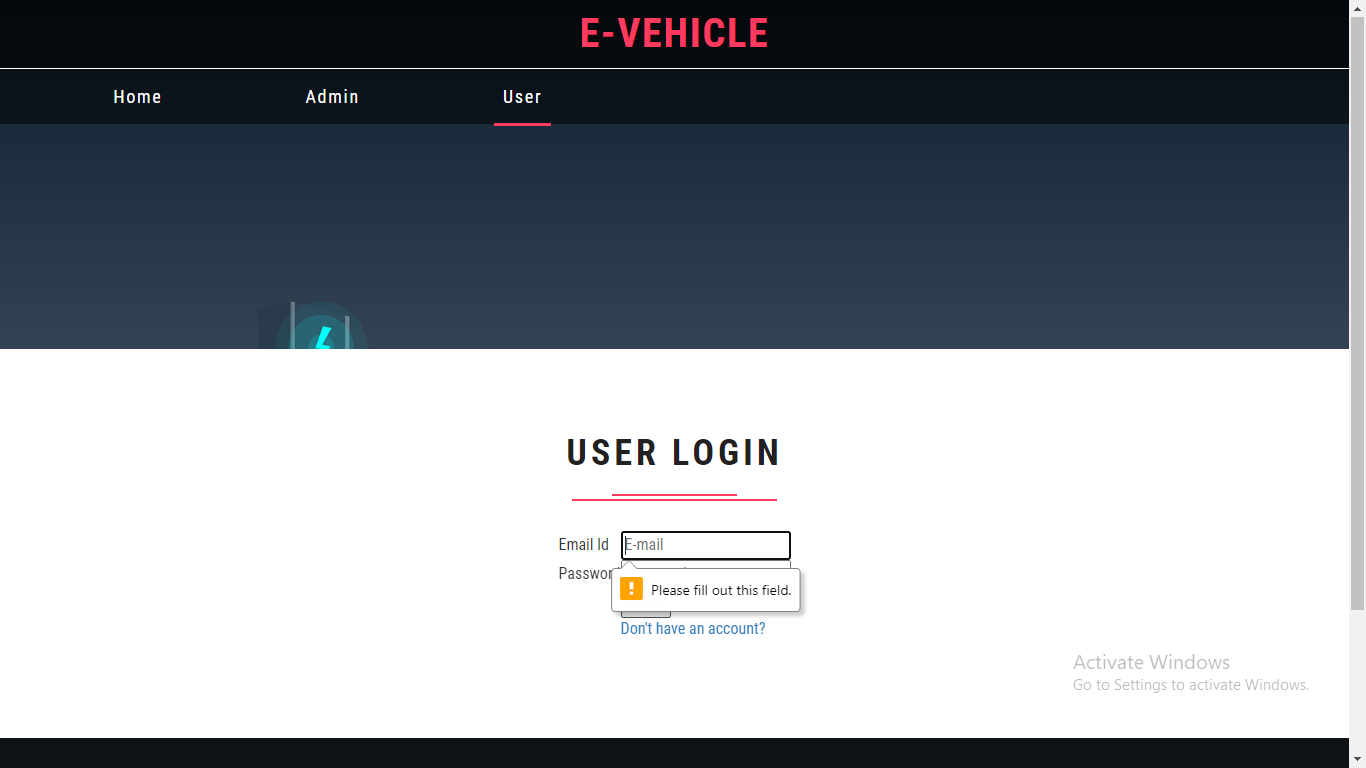 E-VEHICLE
Home Admin User
USER LOGIN
Email Id E-mail
Please fill out this field.
Don't have an account?
Activate Windows
Go to Settings to activate Windows.